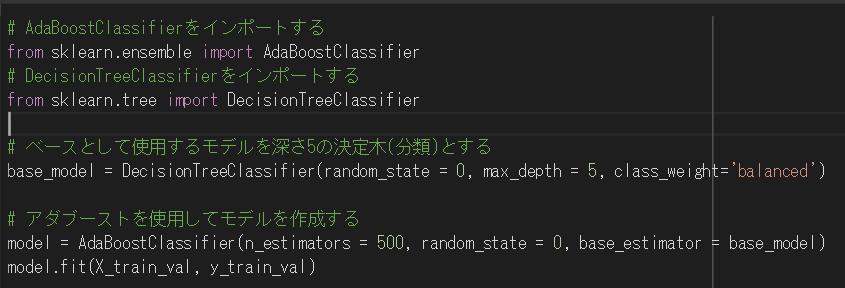 # AdaBoostClassifierをインポートする
from sklearn.ensemble import AdaBoostClassifier
# DecisionTreeClassifierをインポートする
from sklearn.tree import DecisionTreeClassifier
# ベースとして使用するモデルを深さ5の決定木(分類)とする
base_model = DecisionTreeClassifier(random_state = 0, max_depth = 5, class_weight='balanced')
# アダブーストを使用してモデルを作成する
model = AdaBoostClassifier(n_estimators = 500, random_state = 0, base_estimator = base_model)
model.fit(X_train_val, y_train_val)